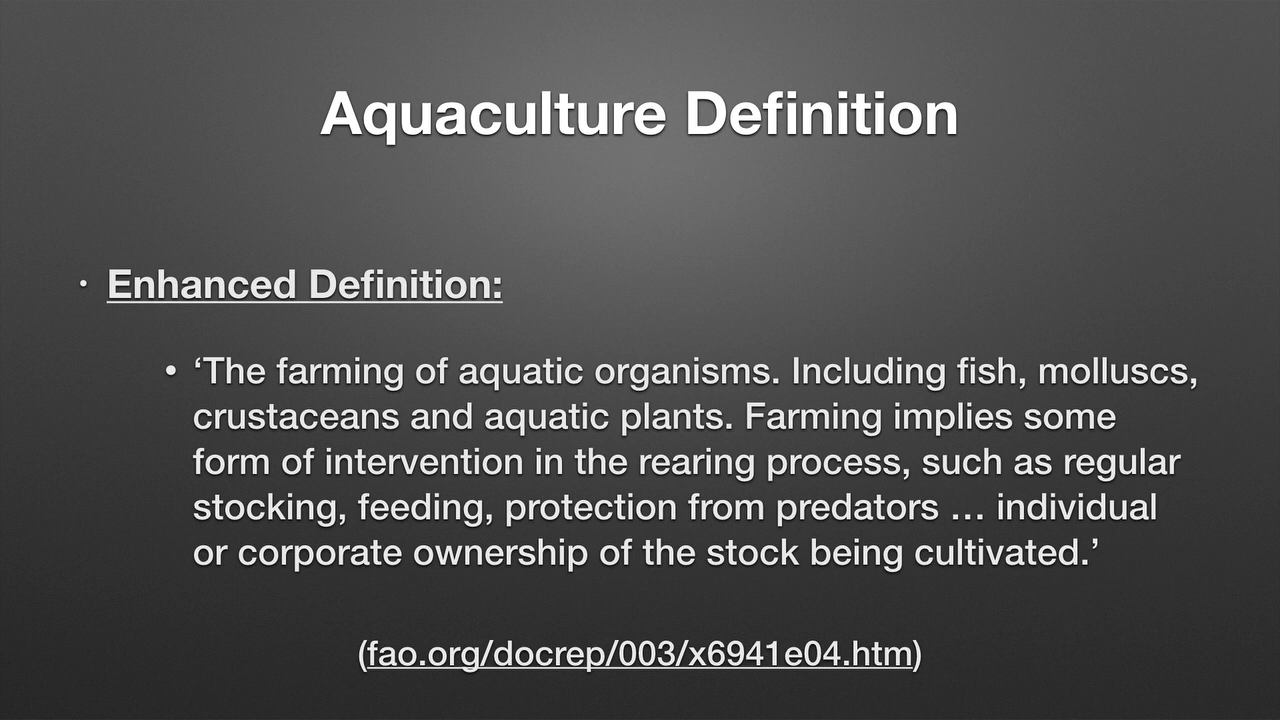 Aquaculture Definition
• Enhanced Definition:
• ‘The farming of aquatic organisms. Including fish, molluscs,
crustaceans and aquatic plants. Farming implies some
form of intervention in the rearing process, such as regular
stocking, feeding, protection from predators … individual
or corporate ownership of the stock being cultivated.’
(fao.org/docrep/003/x6941e04.htm)